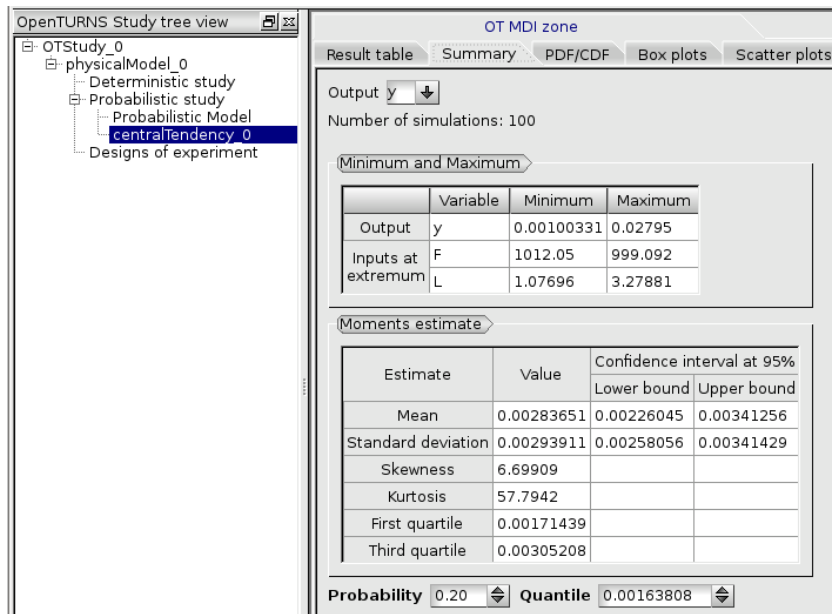 OpenTURNS Study tree view
OTStudy_0
physicalModel_0
Deterministic study
Probabilistic study
Probabilistic Model
centralTendency_0
Designs of experiment
OT MDI zone
Result table Summary PDF/CDF Box plots Scatter plots
Output y
Number of simulations: 100
Minimum and Maximum
Variable Minimum Maximum
Output y 0.00100331 0.02795
Inputs at extremum F 1012.05 999.092
L 1.07696 3.27881
Moments estimate
Estimate Value Confidence interval at 95%
Lower bound Upper bound
Mean 0.00283651 0.00226045 0.00341256
Standard deviation 0.00293911 0.00258056 0.00341429
Skewness 6.69909
Kurtosis 57.7942
First quartile 0.00171439
Third quartile 0.00305208
Probability 0.20 Quantile 0.00163808